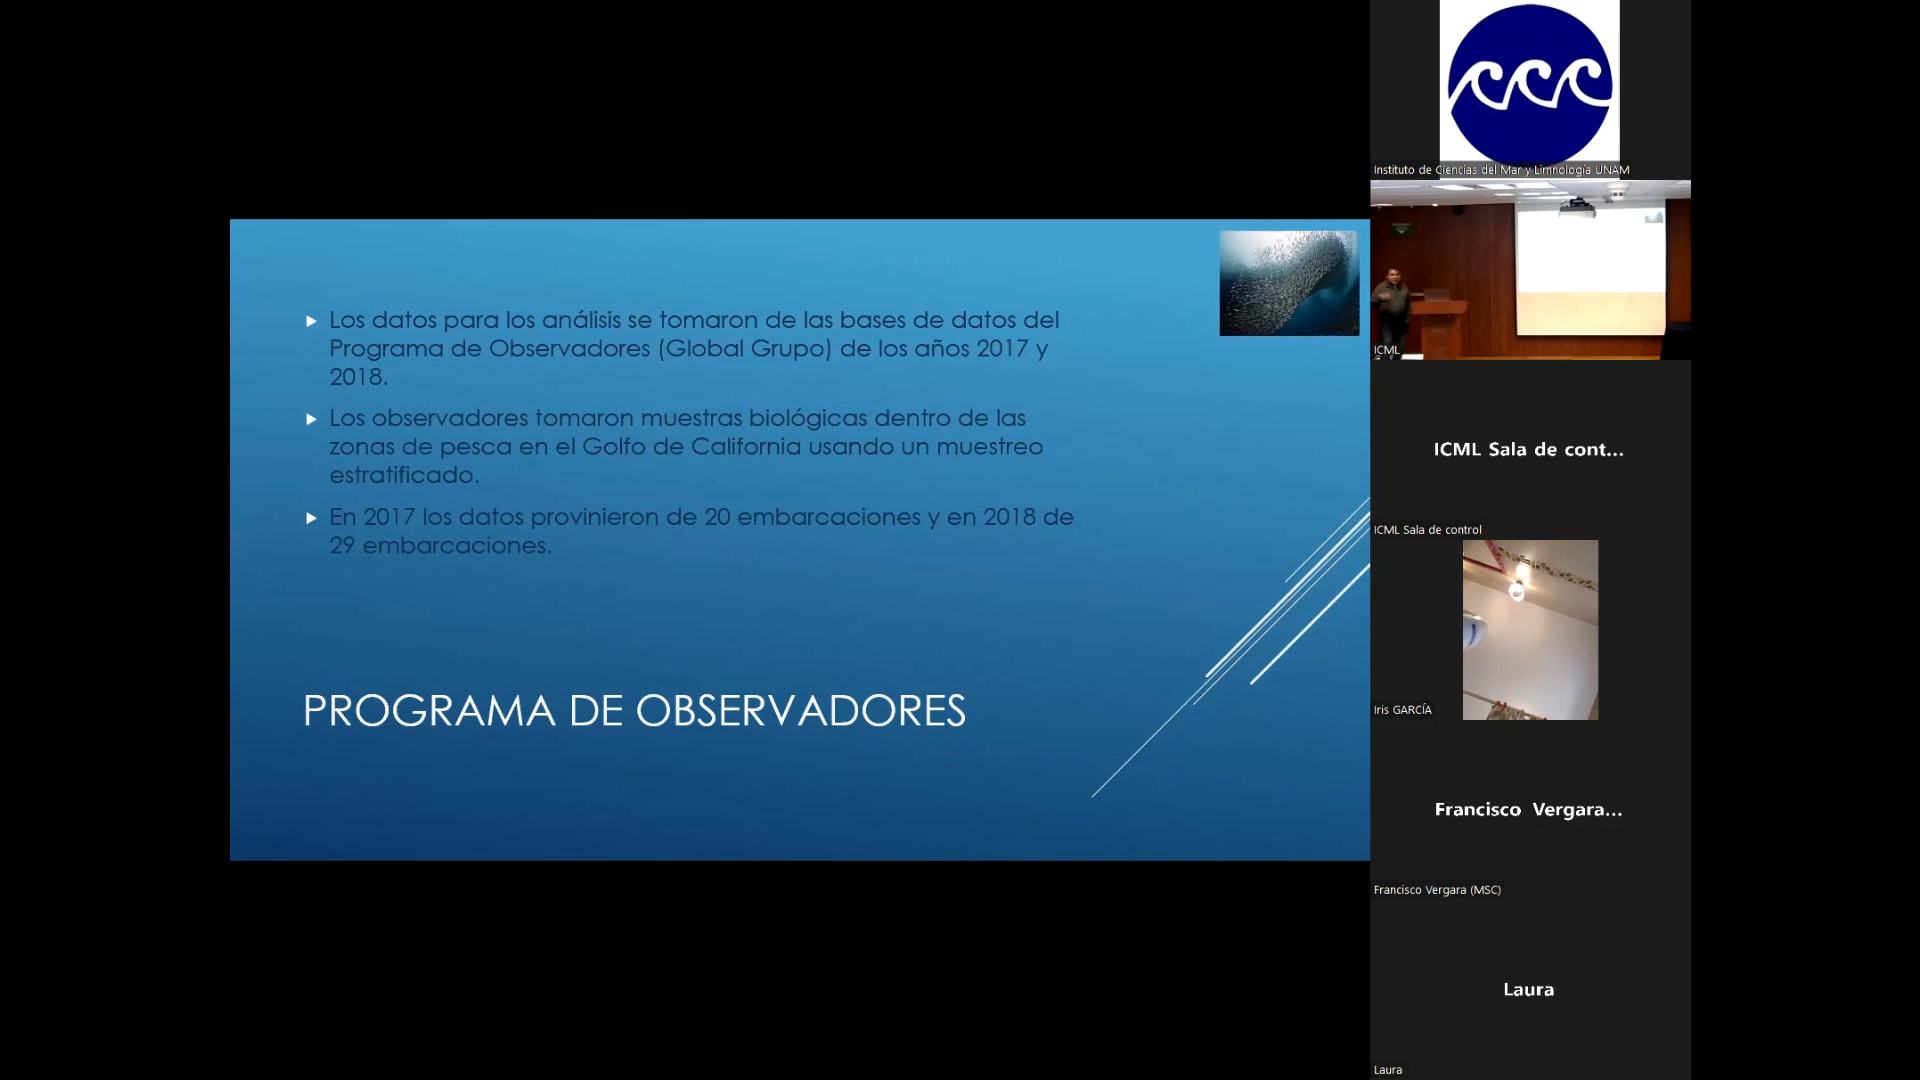 Los datos para los análisis se tomaron de las bases de datos del
Programa de Observadores (Global Grupo) de los años 2017 y
2018.
Los observadores tomaron muestras biológicas dentro de las
zonas de pesca en el Golfo de California usando un muestreo
estratificado.
En 2017 los datos provinieron de 20 embarcaciones y en 2018 de
29 embarcaciones.
PROGRAMA DE OBSERVADORES
Instituto de Ciencias del Mar y Limnología UNAM
ICML
ICML Sala de cont...
ICML Sala de control
Iris GARCÍA
Francisco Vergara...
Francisco Vergara (MSC)
Laura
Laura